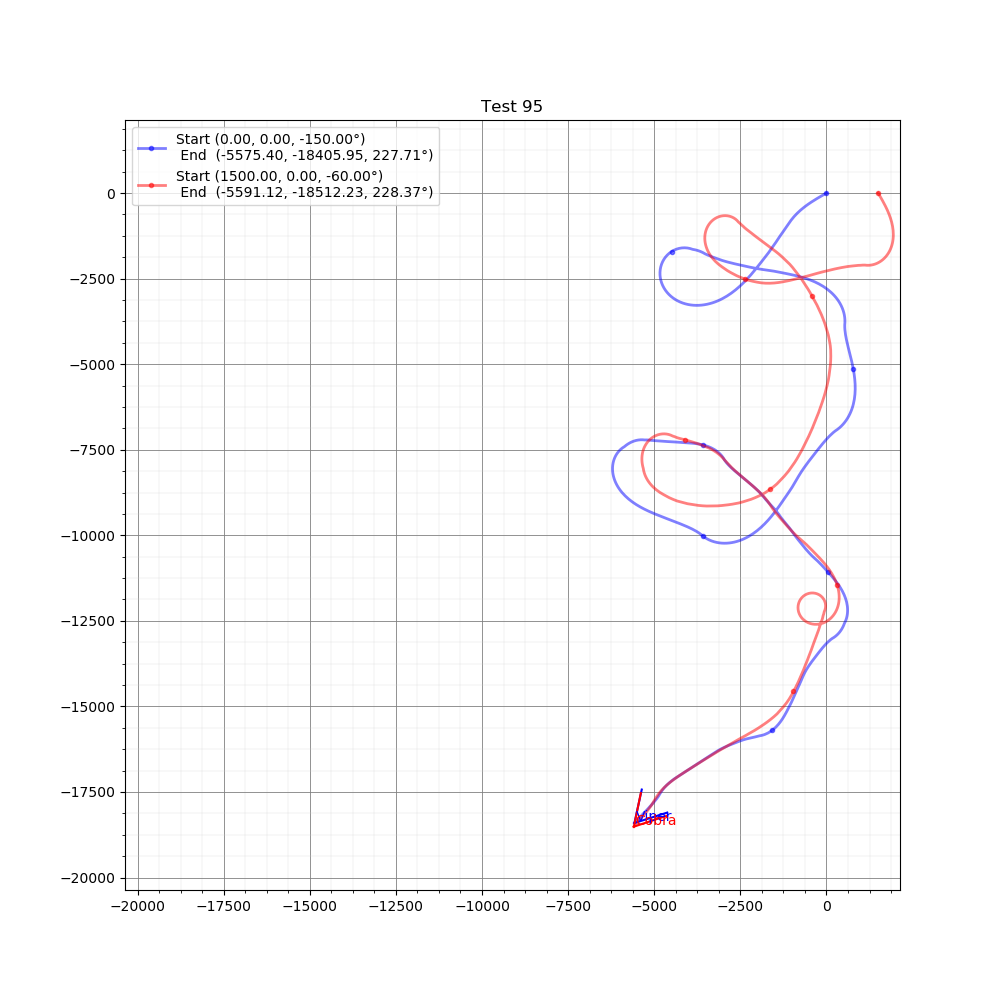 Test 95
Start (0.00, 0.00, -150.00°)
End (-5575.40, -18405.95, 227.71°)
Start (1500.00, 0.00, -60.00°)
End (-5591.12, -18512.23, 228.37°)
0
−2500
−5000
−7500
−10000
−12500
−15000
−17500
−20000
−20000 −17500 −15000 −12500 −10000 −7500 −5000 −2500 0